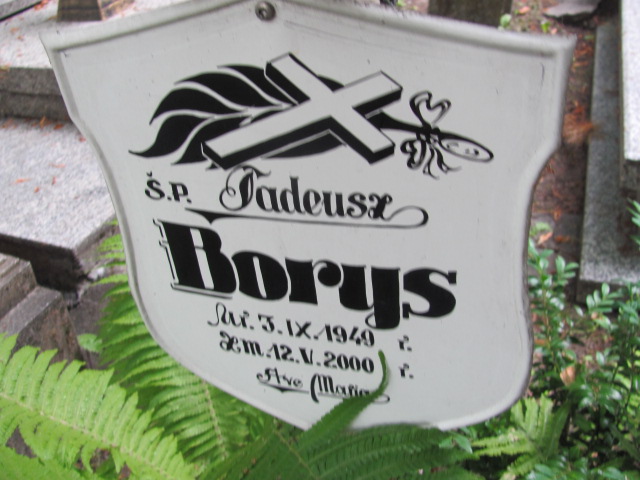 Ś.P. Tadeusz
Borys
Ur. 3.IX.1949 r.
Zm. 12.V.2000 r.
Ave Maria